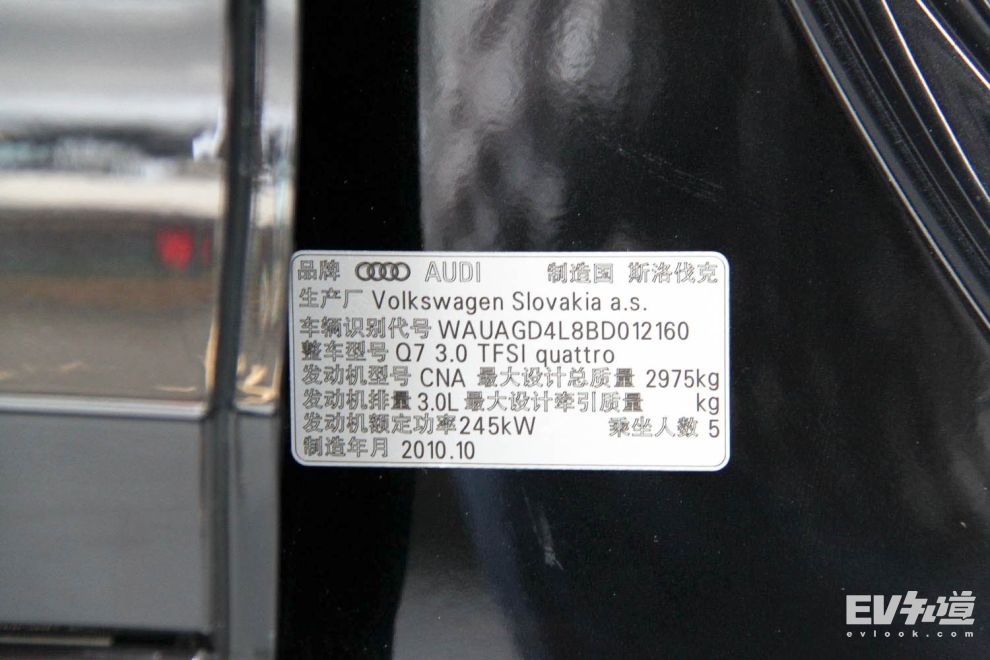 品牌 AUDI 制造国 斯洛伐克
生产厂 Volkswagen Slovakia a.s.
车辆识别代号 WAUAGD4L8BD012160
整车型号 Q7 3.0 TFSI quattro
发动机型号 CNA 最大设计总质量 2975kg
发动机排量 3.0L 最大设计牵引质量 kg
发动机额定功率 245kW 乘坐人数 5
制造年月 2010.10
EV知道
evlook.com